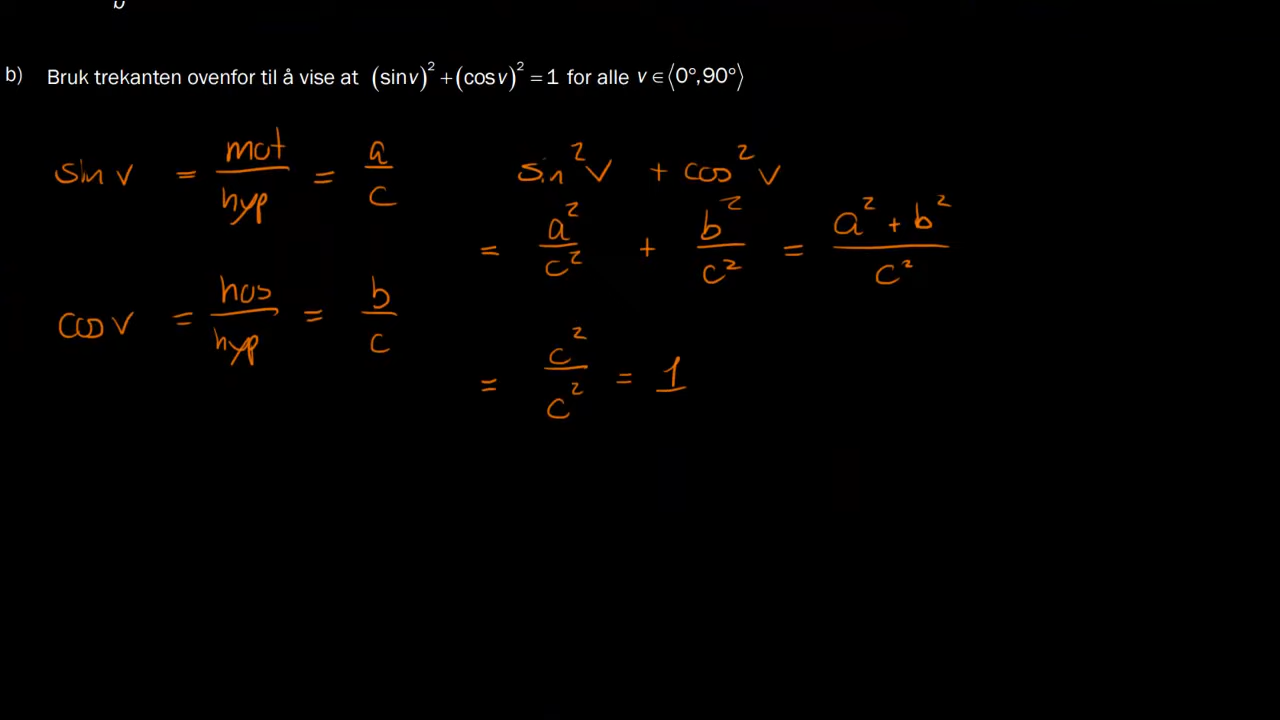 b
b) Bruk trekanten ovenfor til å vise at (sin v)² + (cos v)² = 1 for alle v ∈ ⟨0°, 90°⟩
sin v = mot/hyp = a/c
cos v = hos/hyp = b/c
sin² v + cos² v
= a²/c² + b²/c² = (a² + b²)/c²
= c²/c² = 1